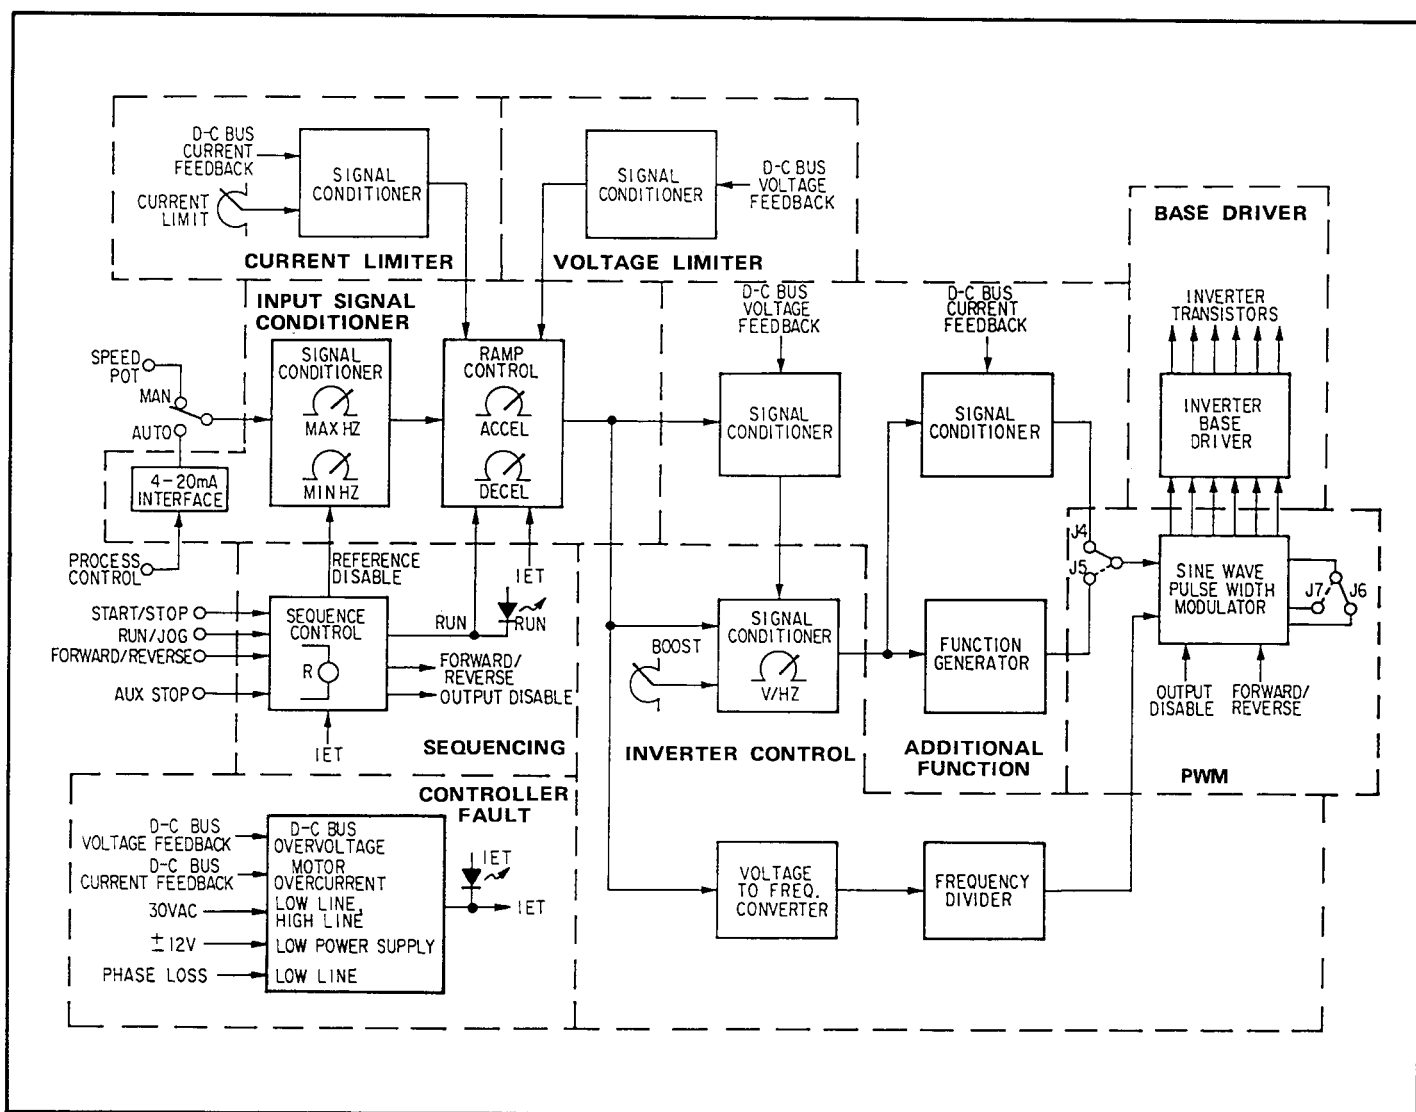 D-C BUS
CURRENT
FEEDBACK
CURRENT
LIMIT
SIGNAL
CONDITIONER
CURRENT LIMITER
SIGNAL
CONDITIONER
D-C BUS
VOLTAGE
FEEDBACK
VOLTAGE LIMITER
BASE DRIVER
INVERTER
TRANSISTORS
INVERTER
BASE
DRIVER
INPUT SIGNAL
CONDITIONER
SPEED
POT
MAN
AUTO
4-20mA
INTERFACE
PROCESS
CONTROL
SIGNAL
CONDITIONER
MAX HZ
MIN HZ
RAMP
CONTROL
ACCEL
DECEL
D-C BUS
VOLTAGE
FEEDBACK
SIGNAL
CONDITIONER
D-C BUS
CURRENT
FEEDBACK
SIGNAL
CONDITIONER
REFERENCE
DISABLE
IET
START/STOP
RUN/JOG
FORWARD/REVERSE
AUX STOP
SEQUENCE
CONTROL
R
RUN
RUN
FORWARD/
REVERSE
OUTPUT DISABLE
IET
SEQUENCING
BOOST
SIGNAL
CONDITIONER
V/HZ
INVERTER CONTROL
FUNCTION
GENERATOR
ADDITIONAL
FUNCTION
J4
J5
SINE WAVE
PULSE WIDTH
MODULATOR
J7
J6
OUTPUT
DISABLE
FORWARD/
REVERSE
PWM
CONTROLLER
FAULT
D-C BUS
VOLTAGE FEEDBACK
D-C BUS
CURRENT FEEDBACK
30VAC
±12V
PHASE LOSS
D-C BUS
OVERVOLTAGE
MOTOR
OVERCURRENT
LOW LINE,
HIGH LINE
LOW POWER SUPPLY
LOW LINE
IET
IET
VOLTAGE
TO FREQ.
CONVERTER
FREQUENCY
DIVIDER